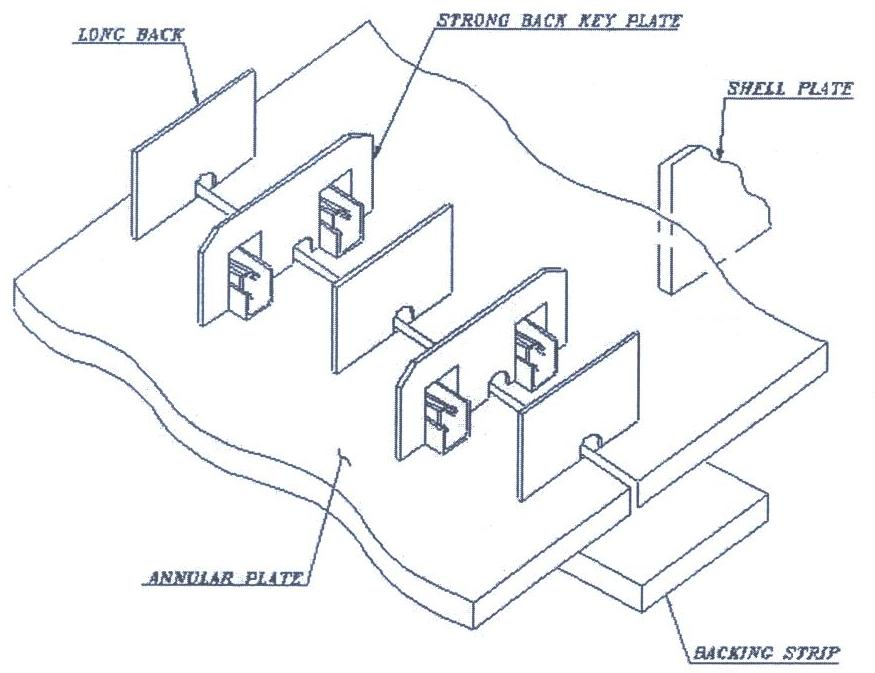 LONG BACK
STRONG BACK KEY PLATE
SHELL PLATE
ANNULAR PLATE
BACKING STRIP